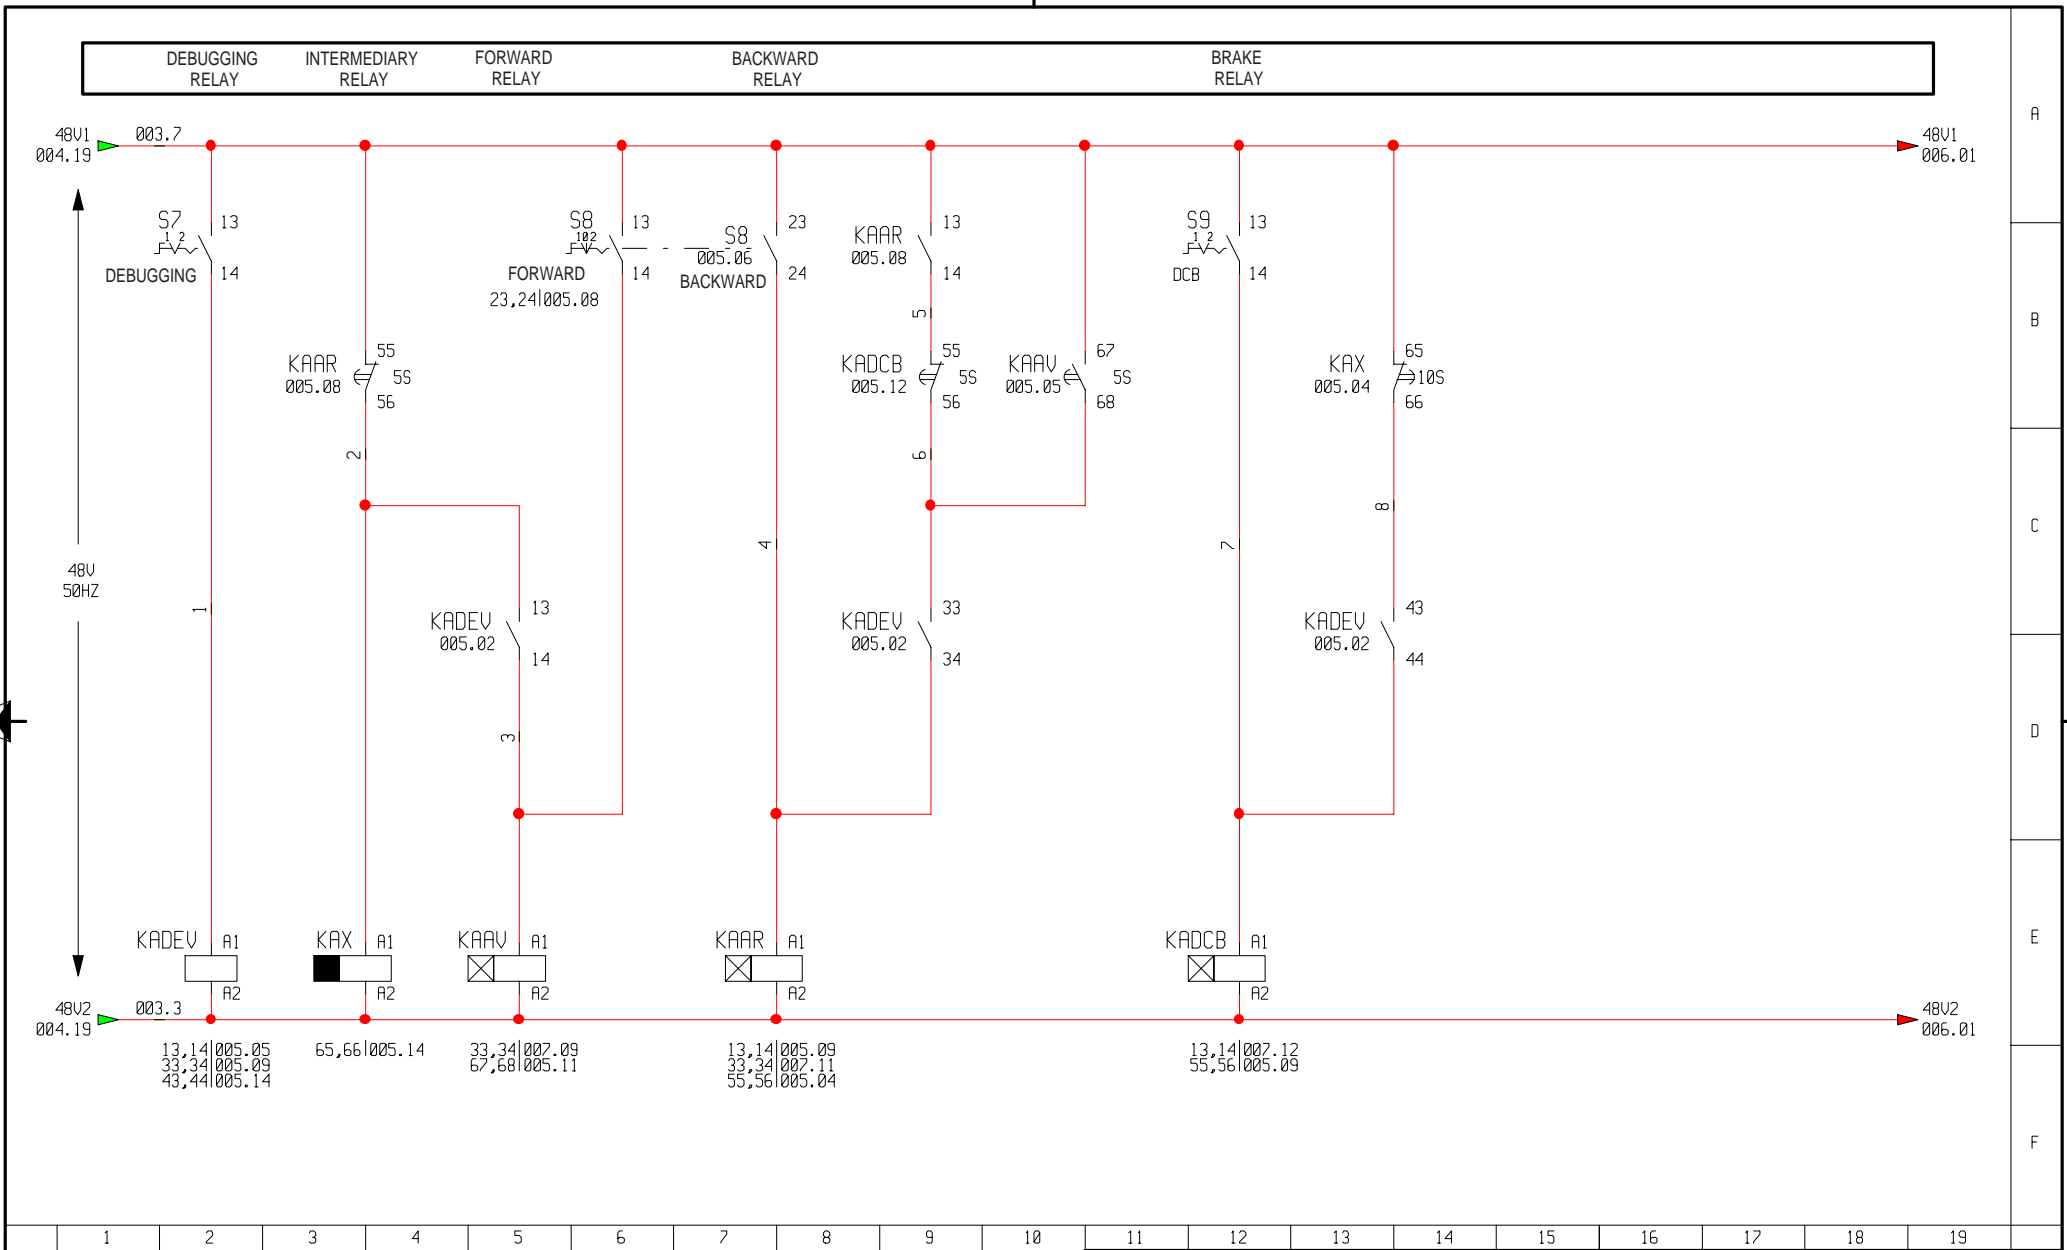 DEBUGGING RELAY
INTERMEDIARY RELAY
FORWARD RELAY
BACKWARD RELAY
BRAKE RELAY
A
48V1
004.19
003.7
48V1
006.01
S7
1 2
13
14
DEBUGGING
S8
102
13
14
FORWARD
23,24 005.08
S8
005.06
23
24
BACKWARD
KAAR
005.08
13
14
S9
1 2
13
14
DCB
B
5
KAAR
005.08
55
56
5S
KADCB
005.12
55
56
5S
KAAV
005.05
67
68
5S
KAX
005.04
65
66
10S
2
6
C
8
4
7
48V
50HZ
1
KADEV
005.02
13
14
KADEV
005.02
33
34
KADEV
005.02
43
44
3
D
KADEV
A1
A2
KAX
A1
A2
KAAV
A1
A2
KAAR
A1
A2
KADCB
A1
A2
E
48V2
004.19
003.3
48V2
006.01
13,14 005.05
33,34 005.09
43,44 005.14
65,66 005.14
33,34 007.09
67,68 005.11
13,14 005.09
33,34 007.11
55,56 005.04
13,14 007.12
55,56 005.09
F
1 2 3 4 5 6 7 8 9 10 11 12 13 14 15 16 17 18 19